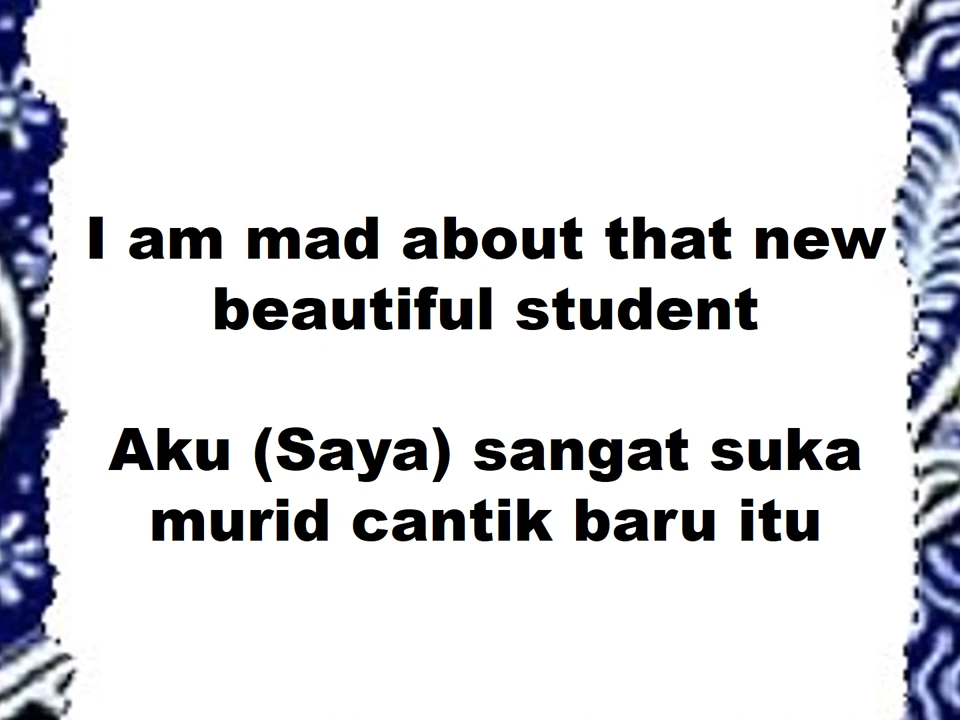 I am mad about that new
beautiful student
Aku (Saya) sangat suka
murid cantik baru itu